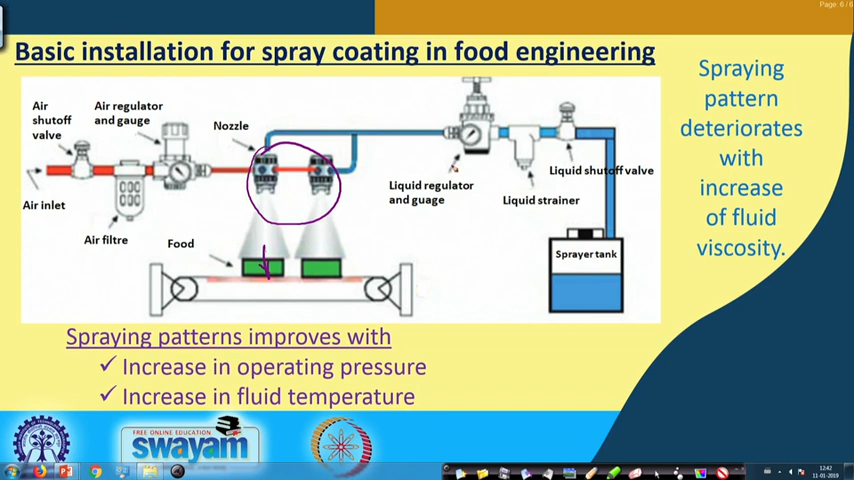 Page: 6 / 6
Basic installation for spray coating in food engineering
Air
shutoff
valve
Air regulator
and gauge
Nozzle
Air inlet
Air filtre
Food
Liquid regulator
and guage
Liquid strainer
Liquid shutoff valve
Sprayer tank
Spraying
pattern
deteriorates
with
increase
of fluid
viscosity.
Spraying patterns improves with
✓ Increase in operating pressure
✓ Increase in fluid temperature
FREE ONLINE EDUCATION
swayam
12:42
11-01-2019